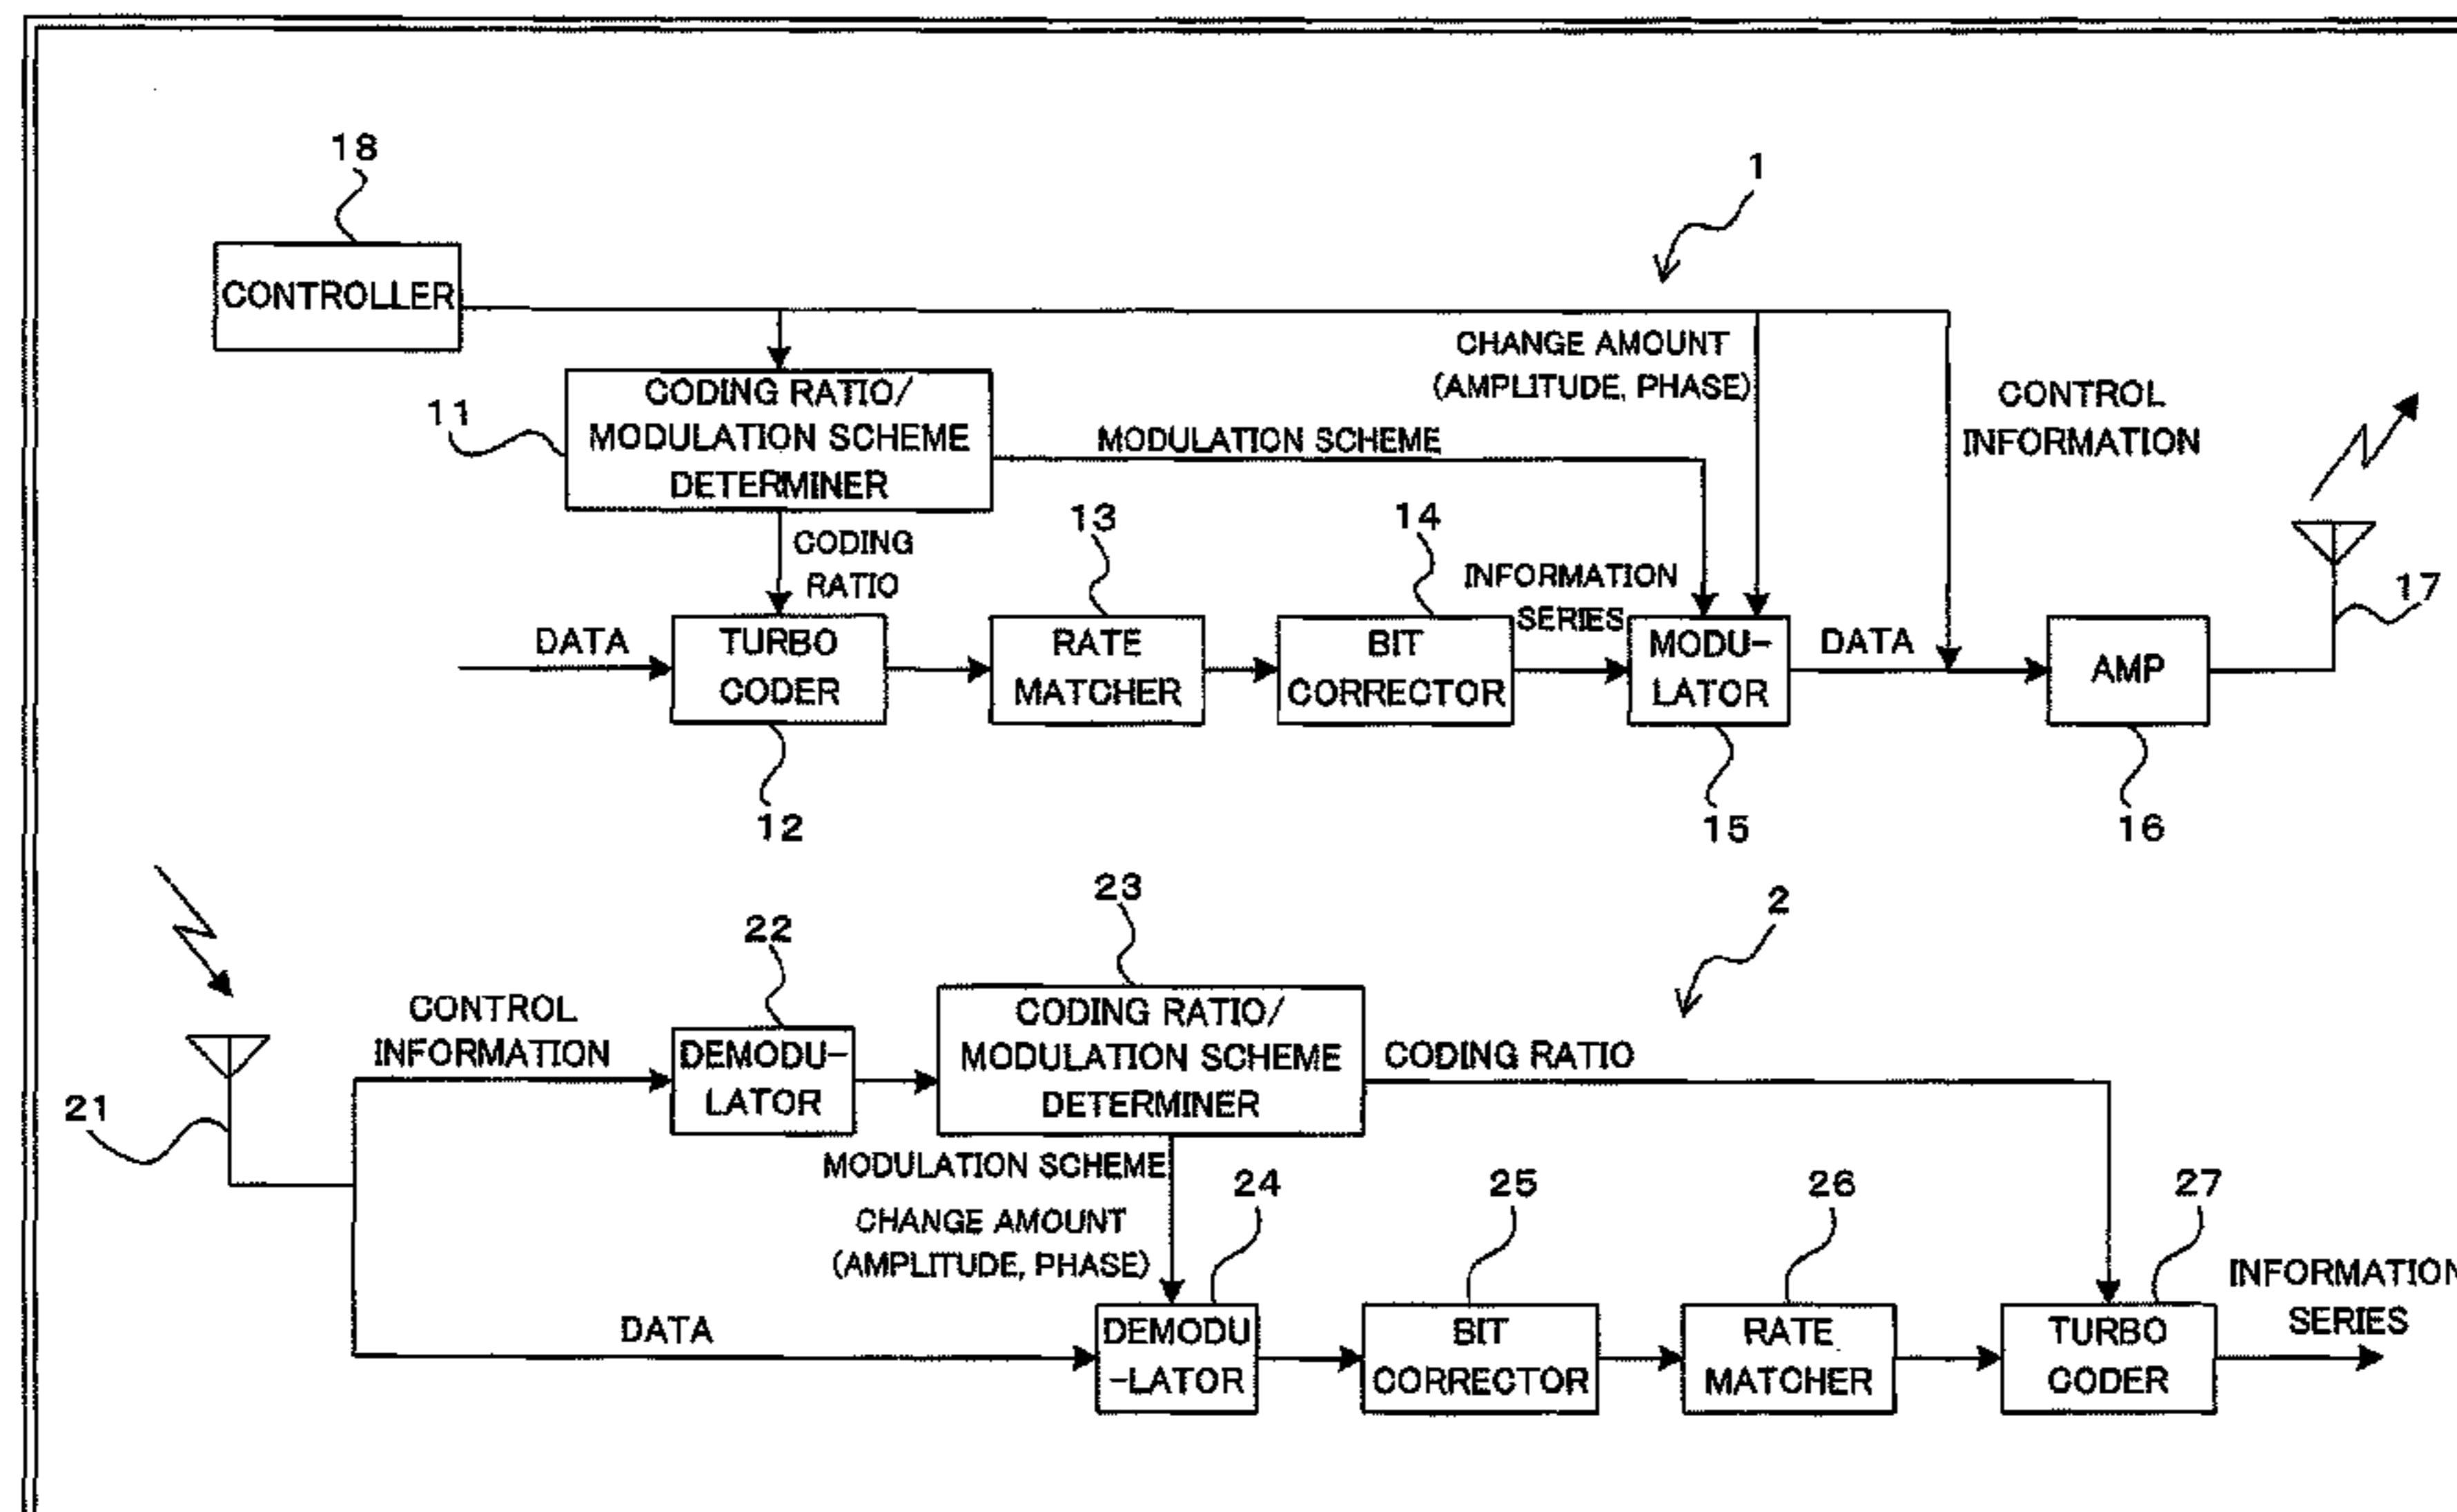 18
1
CONTROLLER
CHANGE AMOUNT
(AMPLITUDE, PHASE)
CONTROL
INFORMATION
11
CODING RATIO/
MODULATION SCHEME
DETERMINER
MODULATION SCHEME
CODING
RATIO
13
14
INFORMATION
SERIES
17
DATA
TURBO
CODER
RATE
MATCHER
BIT
CORRECTOR
MODU-
LATOR
DATA
AMP
12
15
16
23
2
22
CONTROL
INFORMATION
DEMODU-
LATOR
CODING RATIO/
MODULATION SCHEME
DETERMINER
CODING RATIO
21
MODULATION SCHEME
CHANGE AMOUNT
(AMPLITUDE, PHASE)
24
25
26
27
DATA
DEMODU
-LATOR
BIT
CORRECTOR
RATE
MATCHER
TURBO
CODER
INFORMATION
SERIES